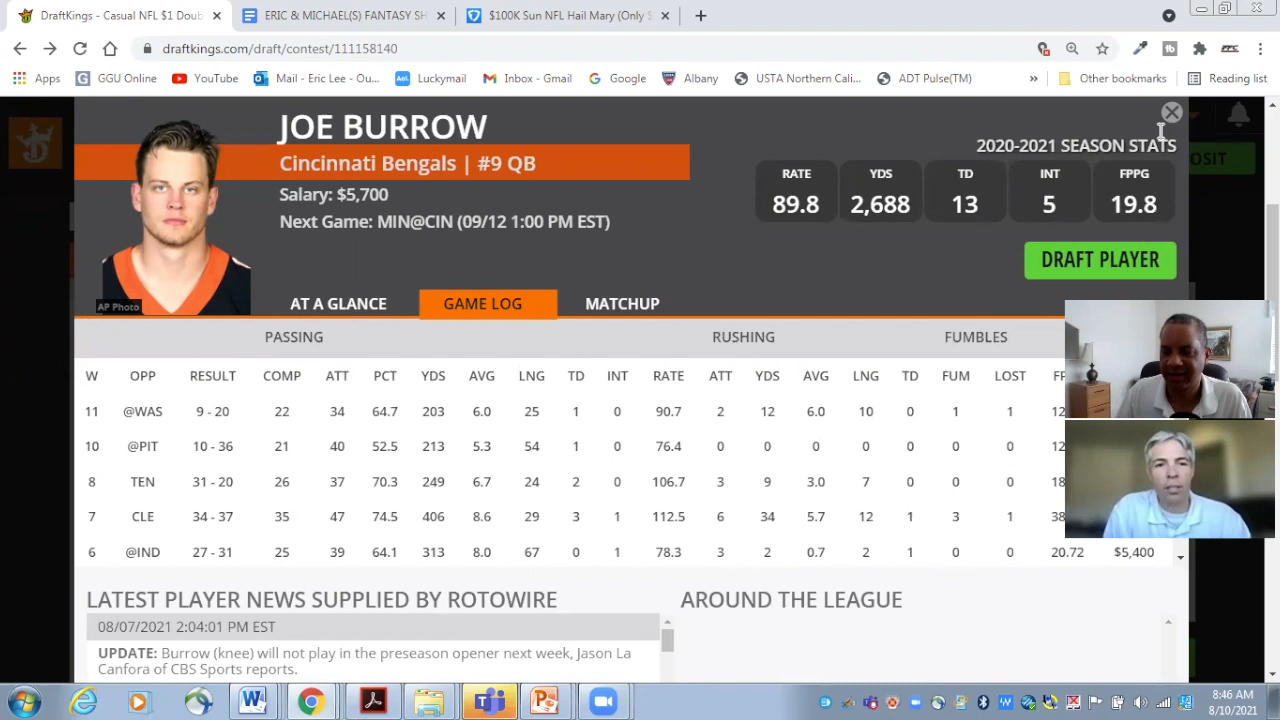 DraftKings - Casual NFL $1 Doub
ERIC & MICHAEL(S) FANTASY SH
$100K Sun NFL Hail Mary (Only $
draftkings.com/draft/contest/111158140
Apps
GGU Online
YouTube
Mail - Eric Lee - Ou...
Luckymail
Inbox - Gmail
Google
Albany
USTA Northern Cali...
ADT Pulse(TM)
»
Other bookmarks
Reading list
JOE BURROW
Cincinnati Bengals | #9 QB
Salary: $5,700
Next Game: MIN@CIN (09/12 1:00 PM EST)
AP Photo
2020-2021 SEASON STATS
RATE YDS TD INT FPPG
89.8 2,688 13 5 19.8
OSIT
DRAFT PLAYER
AT A GLANCE GAME LOG MATCHUP
PASSING RUSHING FUMBLES
W OPP RESULT COMP ATT PCT YDS AVG LNG TD INT RATE ATT YDS AVG LNG TD FUM LOST FP
11 @WAS 9 - 20 22 34 64.7 203 6.0 25 1 0 90.7 2 12 6.0 10 0 1 1 12
10 @PIT 10 - 36 21 40 52.5 213 5.3 54 1 0 76.4 0 0 0 0 0 0 0 12
8 TEN 31 - 20 26 37 70.3 249 6.7 24 2 0 106.7 3 9 3.0 7 0 0 0 18
7 CLE 34 - 37 35 47 74.5 406 8.6 29 3 1 112.5 6 34 5.7 12 1 3 1 38
6 @IND 27 - 31 25 39 64.1 313 8.0 67 0 1 78.3 3 2 0.7 2 1 0 0 20.72 $5,400
LATEST PLAYER NEWS SUPPLIED BY ROTOWIRE
AROUND THE LEAGUE
08/07/2021 2:04:01 PM EST
UPDATE: Burrow (knee) will not play in the preseason opener next week, Jason La
Canfora of CBS Sports reports.
8:46 AM
8/10/2021